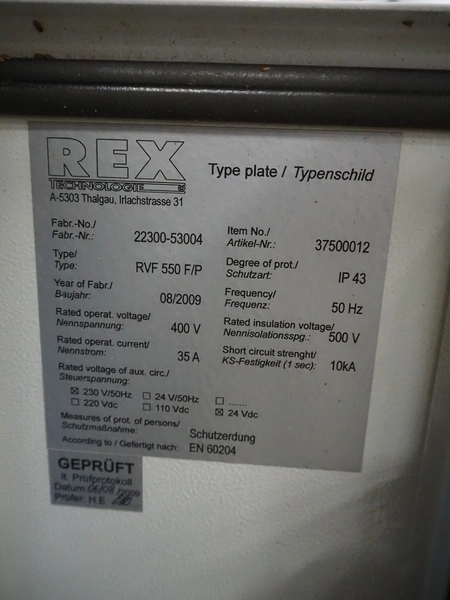 REX
TECHNOLOGIE
Type plate / Typenschild
A-5303 Thalgau, Irlachstrasse 31
Fabr.-No./
Fabr.-Nr.: 22300-53004
Item No./
Artikel-Nr.: 37500012
Type/
Type: RVF 550 F/P
Degree of prot./
Schutzart: IP 43
Year of Fabr./
Baujahr: 08/2009
Frequency/
Frequenz: 50 Hz
Rated operat. voltage/
Nennspannung: 400 V
Rated insulation voltage/
Nennisolationsspg.: 500 V
Rated operat. current/
Nennstrom: 35 A
Short circuit strenght/
KS-Festigkeit (1 sec): 10kA
Rated voltage of aux. circ./
Steuerspannung:
☒ 230 V/50Hz ☐ 24 V/50Hz ☐ .......
☐ 220 Vdc ☐ 110 Vdc ☒ 24 Vdc
Measures of prot. of persons/
Schutzmaßnahme: Schutzerdung
According to / Gefertigt nach: EN 60204
GEPRÜFT
lt. Prüfprotokoll
Datum: 06/08/2009
Prüfer: H.E